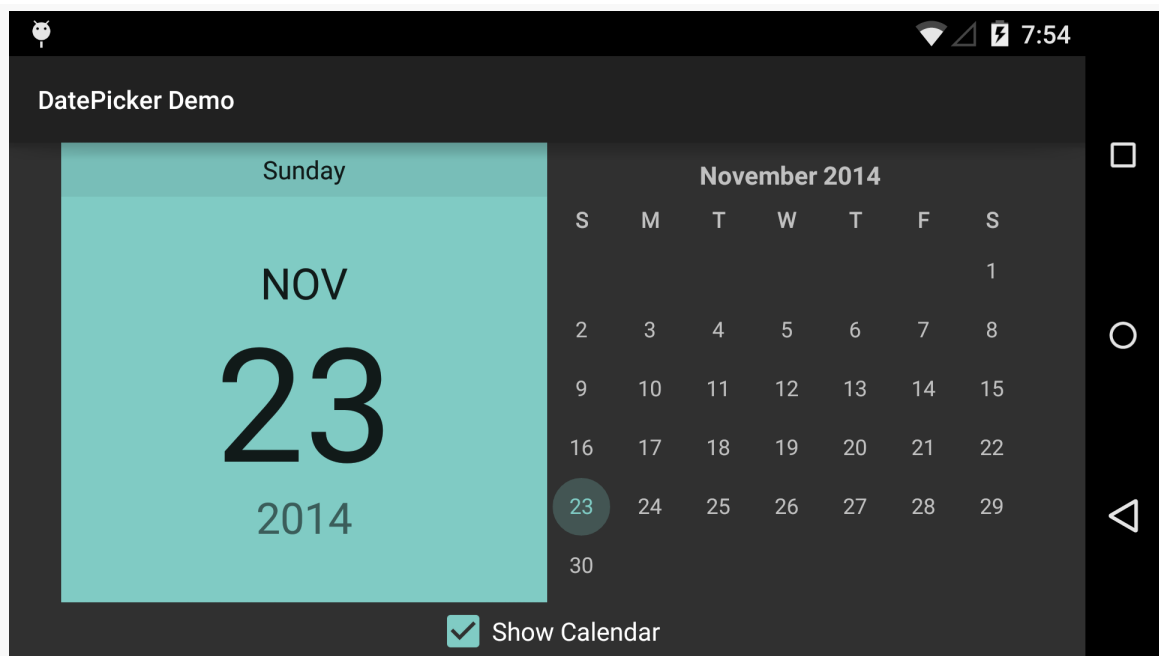 7:54
DatePicker Demo
Sunday
NOV
23
2014
November 2014
S M T W T F S
1
2 3 4 5 6 7 8
9 10 11 12 13 14 15
16 17 18 19 20 21 22
23 24 25 26 27 28 29
30
Show Calendar